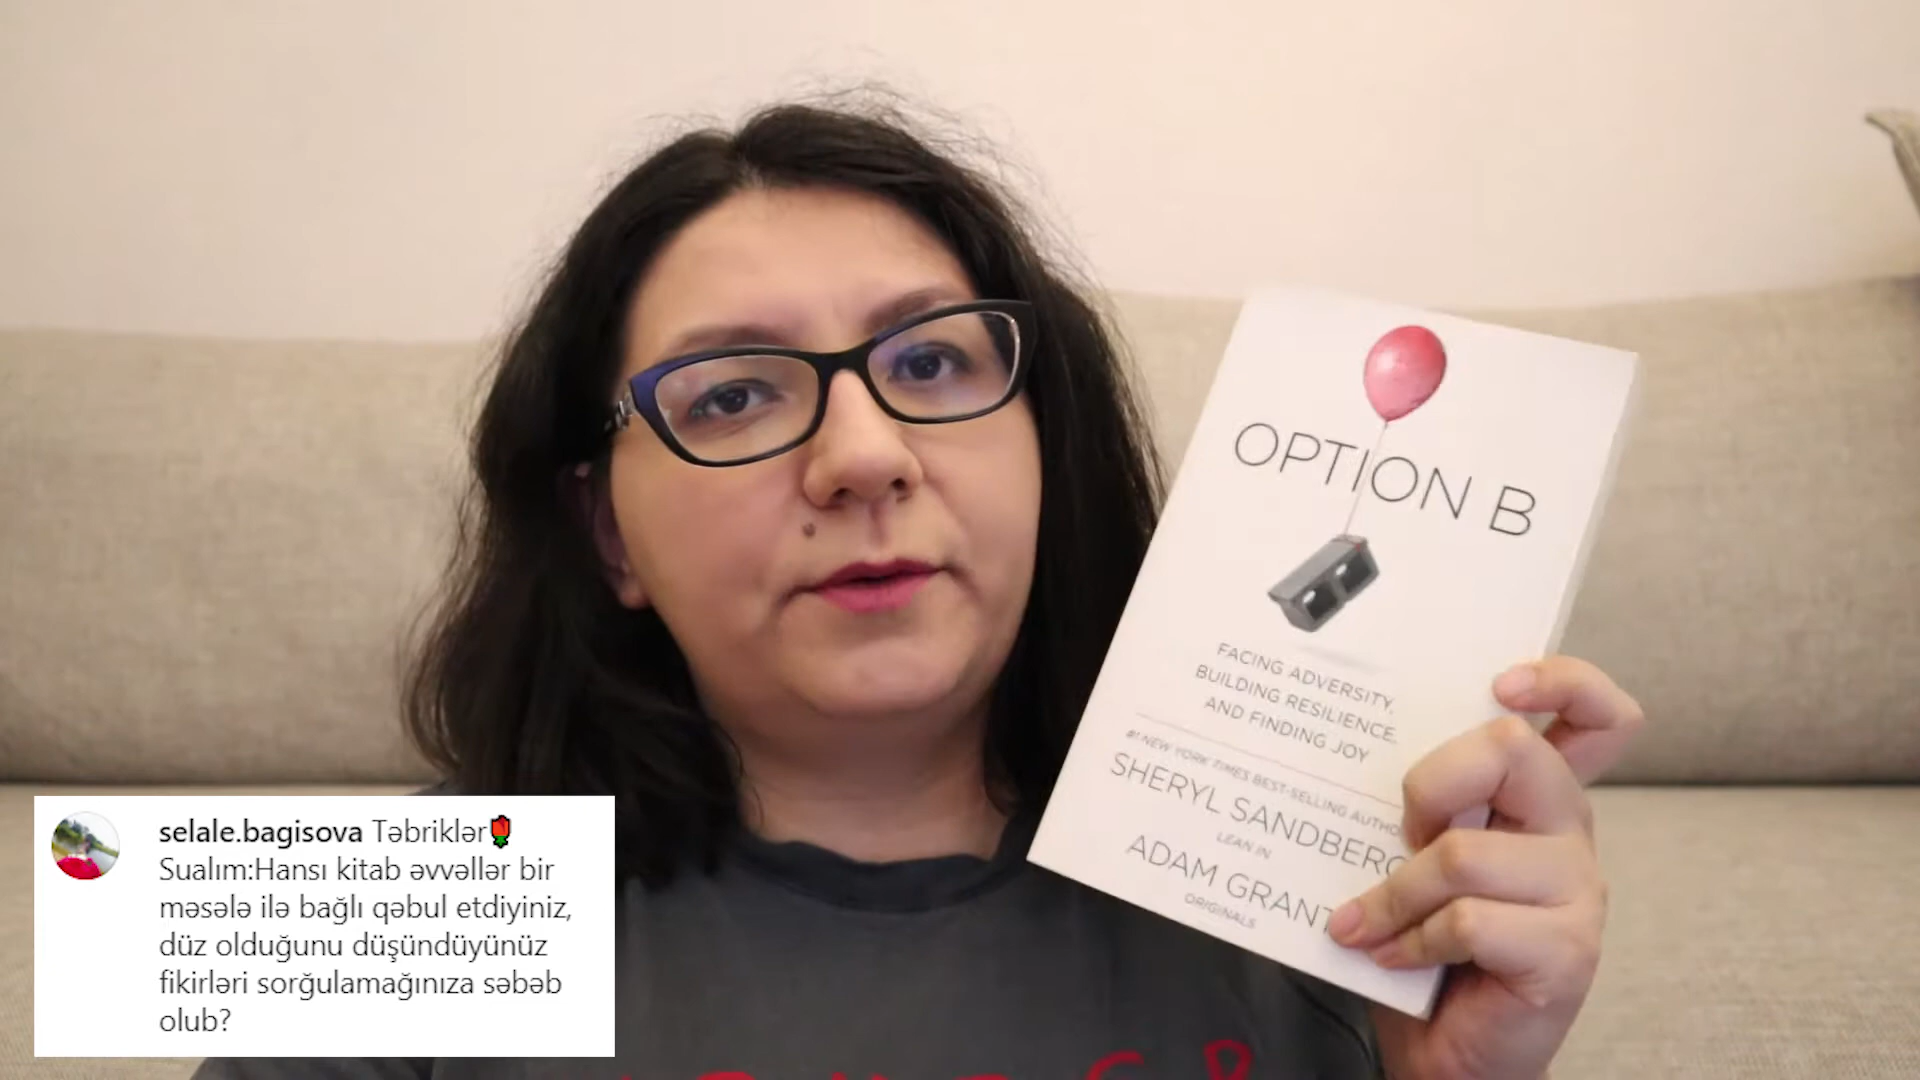 OPTION B
FACING ADVERSITY,
BUILDING RESILIENCE,
AND FINDING JOY
#1 NEW YORK TIMES BEST-SELLING
SHERYL SANDBERG
LEAN IN
ADAM GRANT
ORIGINALS
selale.bagisova Təbriklər🌹
Sualım:Hansı kitab əvvəllər bir
məsələ ilə bağlı qəbul etdiyiniz,
düz olduğunu düşündüyünüz
fikirləri sorğulamağınıza səbəb
olub?